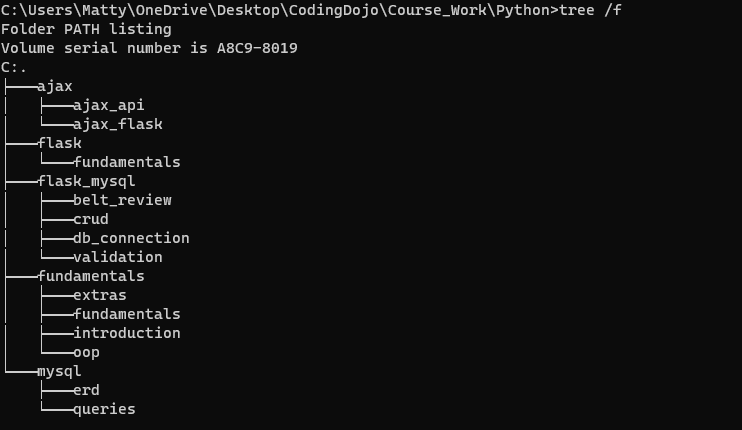 C:\Users\Matty\OneDrive\Desktop\CodingDojo\Course_Work\Python>tree /f
Folder PATH listing
Volume serial number is A8C9-8019
C:.
├───ajax
│   ├───ajax_api
│   └───ajax_flask
├───flask
│   └───fundamentals
├───flask_mysql
│   ├───belt_review
│   ├───crud
│   ├───db_connection
│   └───validation
├───fundamentals
│   ├───extras
│   ├───fundamentals
│   ├───introduction
│   └───oop
└───mysql
    ├───erd
    └───queries